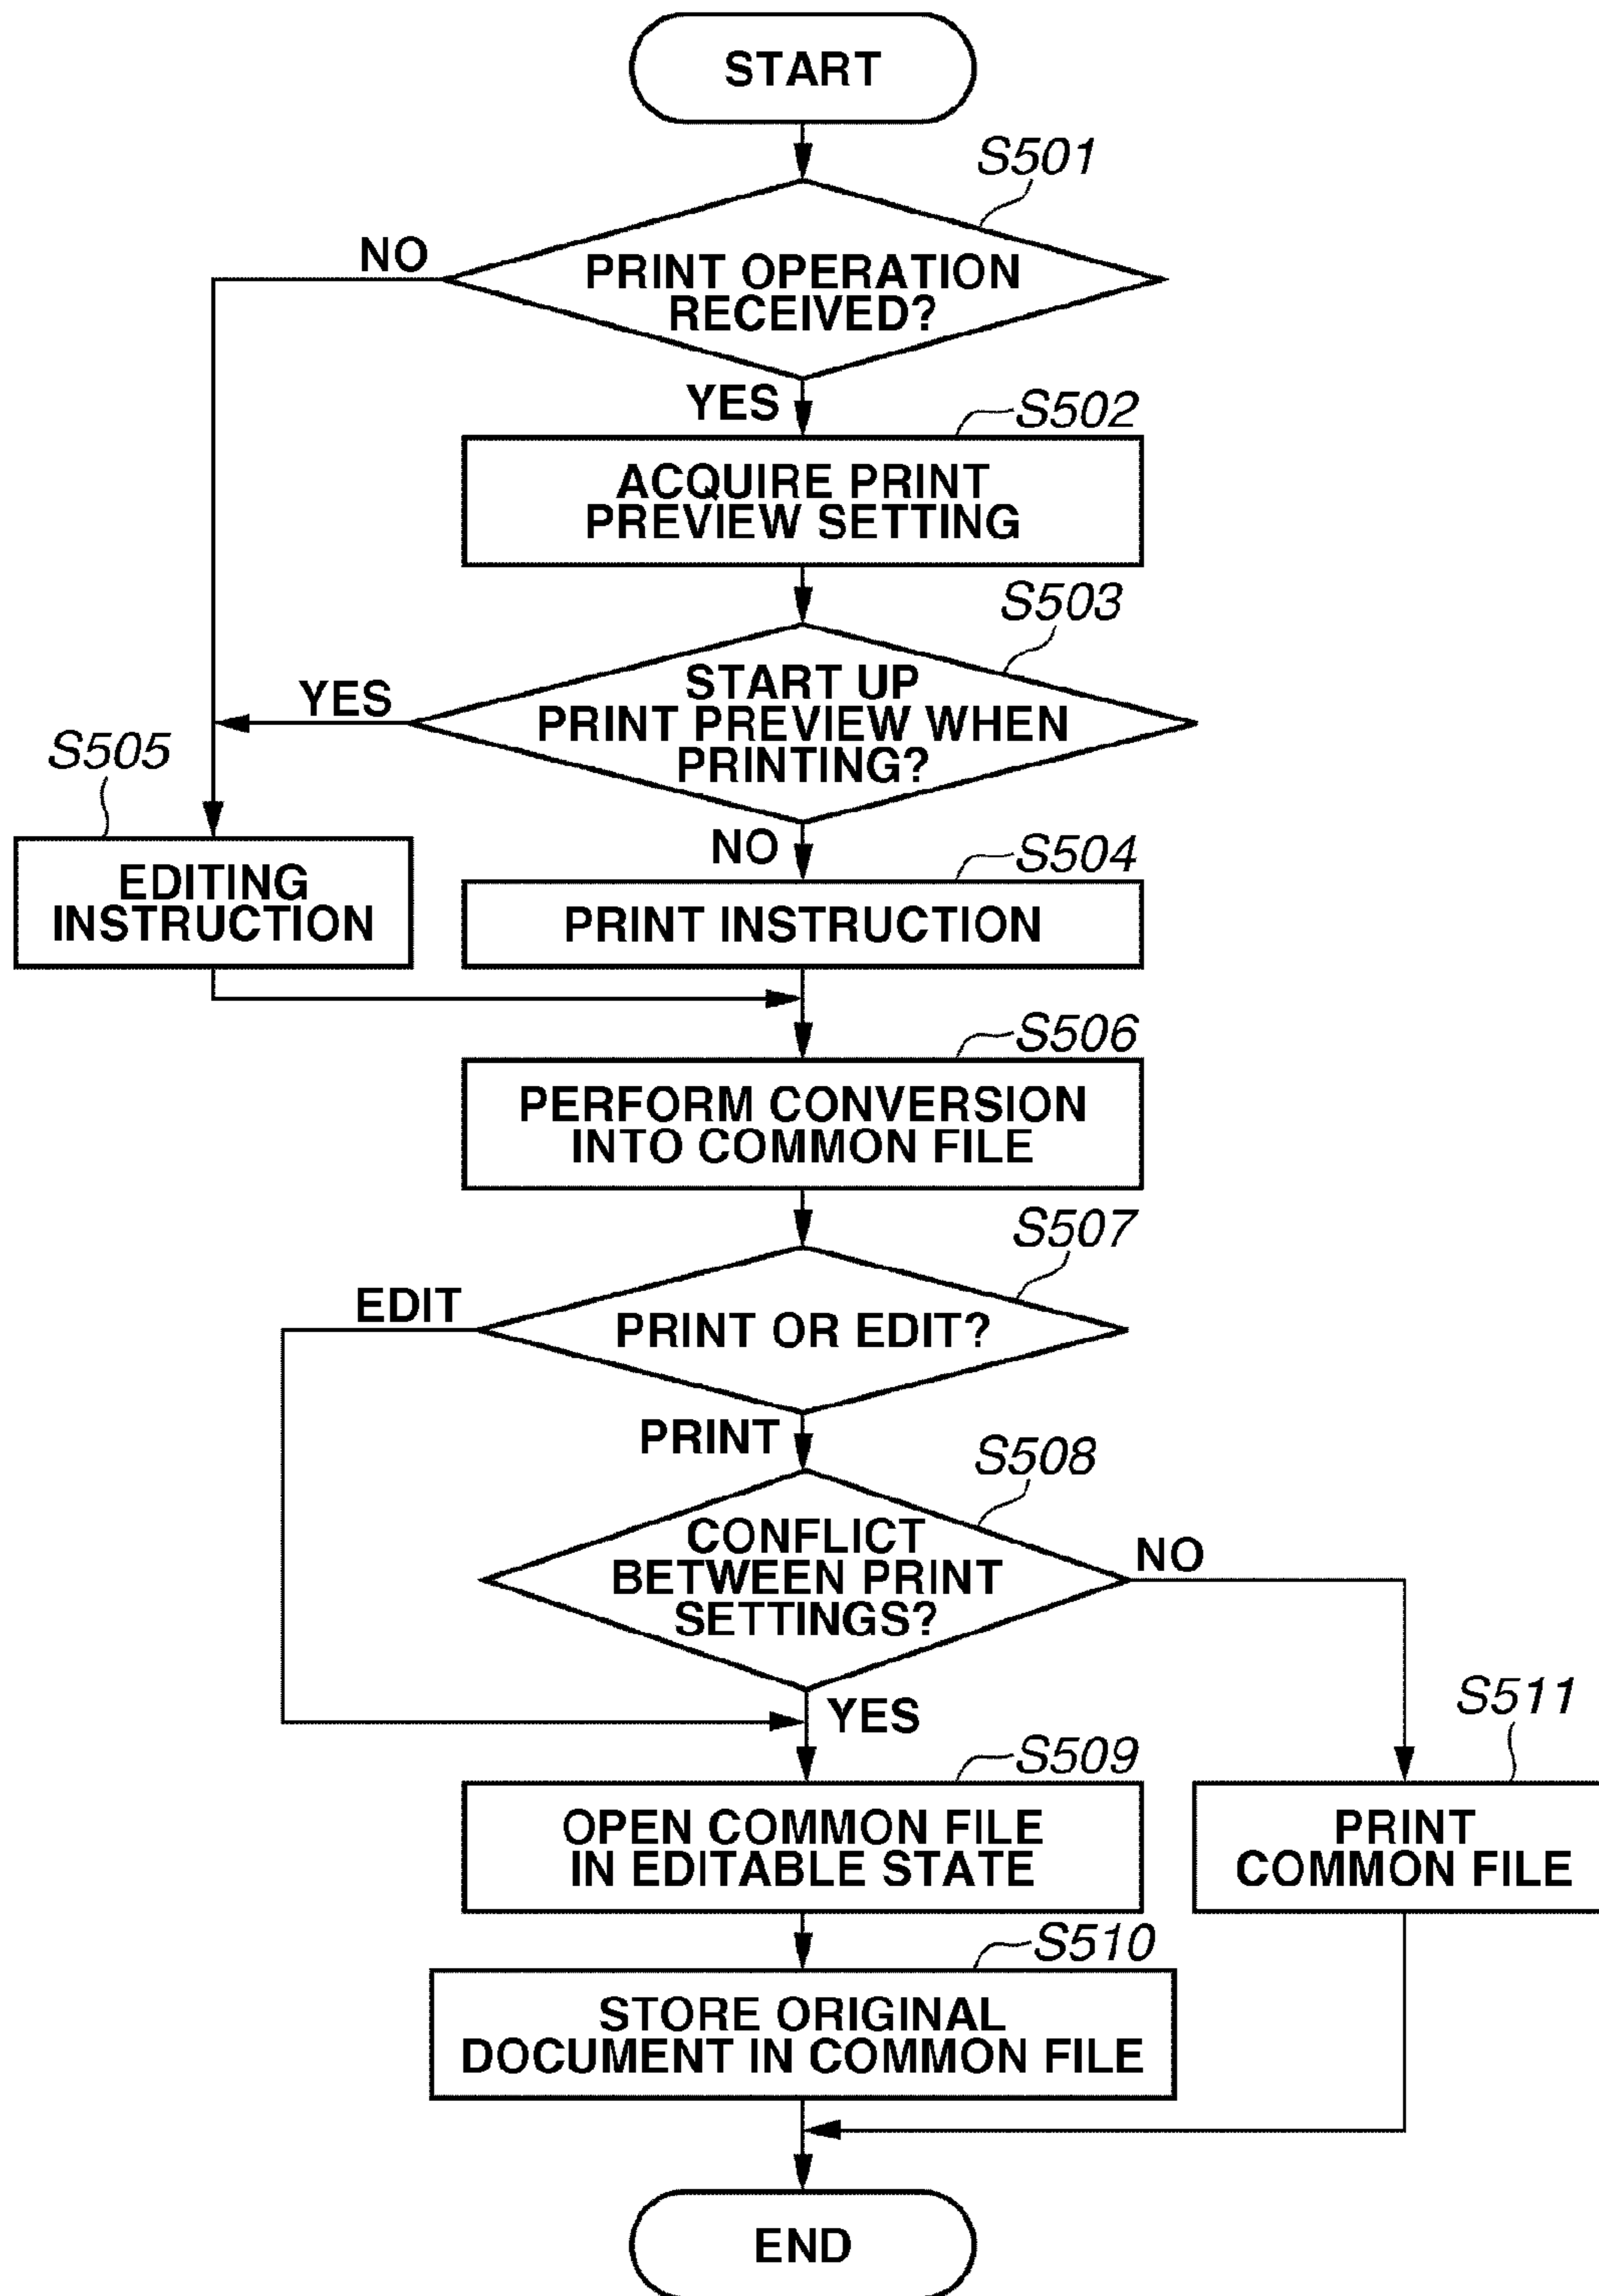 START
S501
NO
PRINT OPERATION
RECEIVED?
YES
S502
ACQUIRE PRINT
PREVIEW SETTING
S503
YES
START UP
PRINT PREVIEW WHEN
PRINTING?
S505
NO
S504
EDITING
INSTRUCTION
PRINT INSTRUCTION
S506
PERFORM CONVERSION
INTO COMMON FILE
S507
EDIT
PRINT OR EDIT?
PRINT
S508
CONFLICT
BETWEEN PRINT
SETTINGS?
NO
YES
S511
S509
OPEN COMMON FILE
IN EDITABLE STATE
PRINT
COMMON FILE
S510
STORE ORIGINAL
DOCUMENT IN COMMON FILE
END